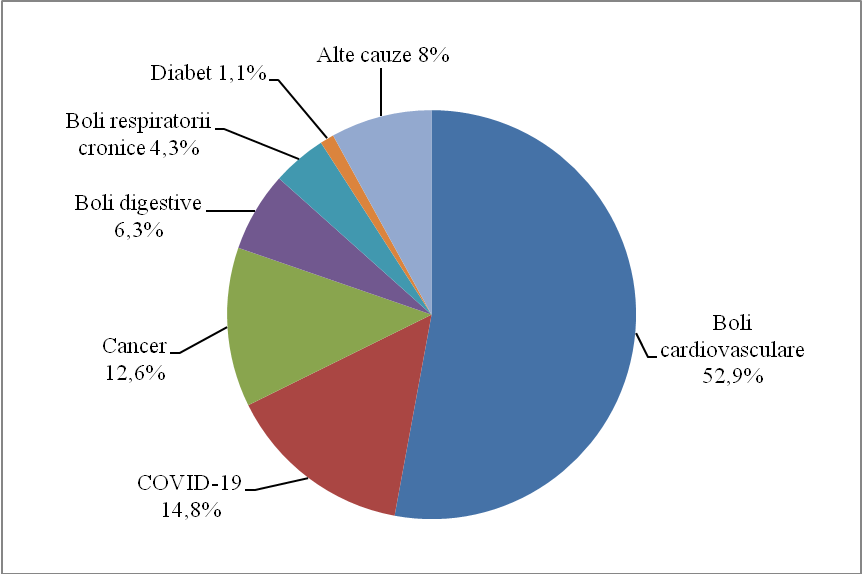 Alte cauze 8%
Diabet 1,1%
Boli respiratorii
cronice 4,3%
Boli digestive
6,3%
Cancer
12,6%
COVID-19
14,8%
Boli
cardiovasculare
52,9%